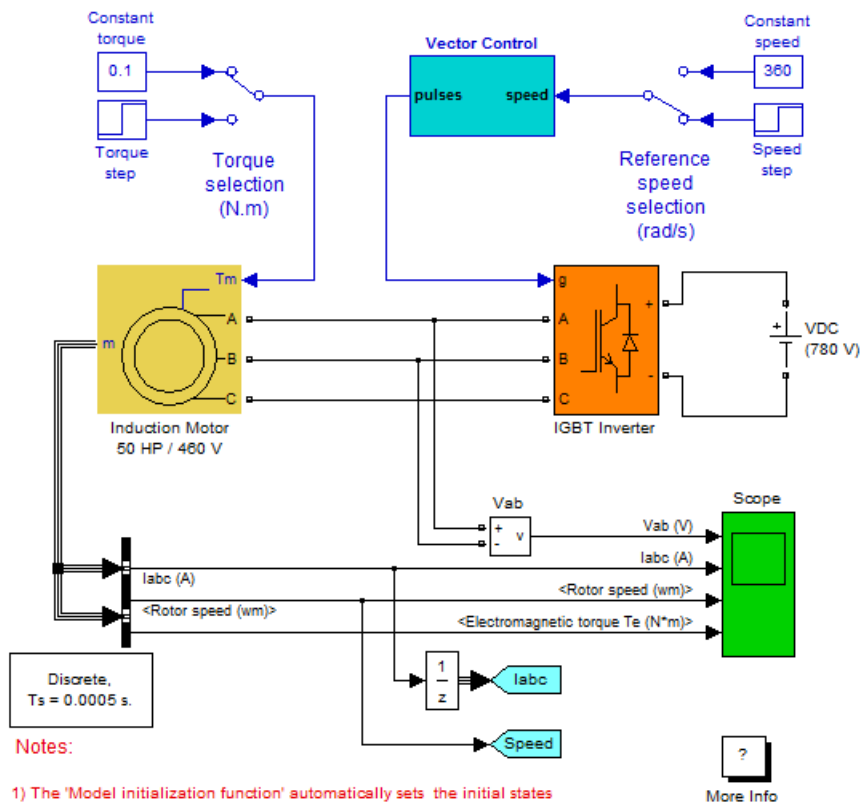 Constant
torque
0.1
Torque
step
Torque
selection
(N.m)
Vector Control
pulses
speed
Constant
speed
360
Speed
step
Reference
speed
selection
(rad/s)
Tm
m
A
B
C
Induction Motor
50 HP / 460 V
g
A
B
C
+
-
IGBT Inverter
+
VDC
(780 V)
Vab
+
-
v
Scope
Vab (V)
Iabc (A)
<Rotor speed (wm)>
<Electromagnetic torque Te (N*m)>
Iabc (A)
<Rotor speed (wm)>
Discrete,
Ts = 0.0005 s.
1
z
Iabc
Speed
Notes:
?
More Info
1) The 'Model initialization function' automatically sets the initial states